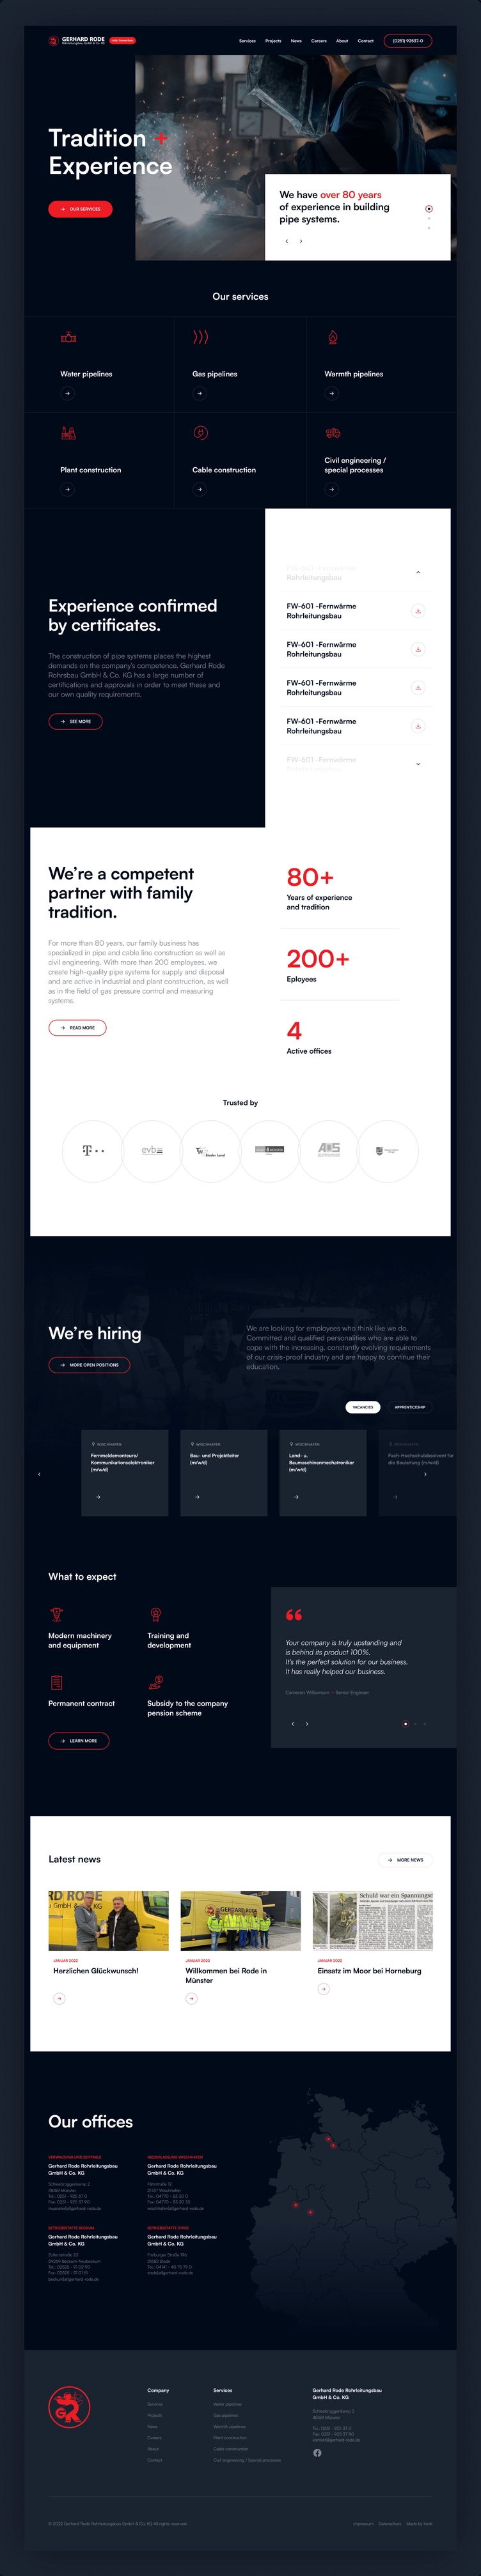 GERHARD RODE
Services
Projects
News
Careers
About
Contact
(0251) 92537-0
Tradition +
Experience
OUR SERVICES
We have over 80 years
of experience in building
pipe systems.
Our services
Water pipelines
Gas pipelines
Warmth pipelines
Plant construction
Cable construction
Civil engineering /
special processes
Experience confirmed
by certificates.
The construction of pipe systems places the highest
demands on the company's competence. Gerhard Rode
Rohrsbau GmbH & Co. KG has a large number of
certifications and approvals in order to meet these and
our own quality requirements.
SEE MORE
Rohrleitungsbau
FW-601 -Fernwärme
Rohrleitungsbau
FW-601 -Fernwärme
Rohrleitungsbau
FW-601 -Fernwärme
Rohrleitungsbau
FW-601 -Fernwärme
Rohrleitungsbau
FW-601 -Fernwärme
We're a competent
partner with family
tradition.
For more than 80 years, our family business has
specialized in pipe and cable line construction as well as
civil engineering. With more than 200 employees, we
create high-quality pipe systems for supply and disposal
and are active in industrial and plant construction, as well
as in the field of gas pressure control and measuring
systems.
READ MORE
80+
Years of experience
and tradition
200+
Eployees
4
Active offices
Trusted by
T
evb
Stader Land
We're hiring
MORE OPEN POSITIONS
We are looking for employees who think like we do.
Committed and qualified personalities who are able to
cope with the increasing, constantly evolving requirements
of our crisis-proof industry and are happy to continue their
education.
VACANCIES
APPRENTICESHIP
WISCHHAFEN
Fernmeldemonteure/
Kommunikationselektroniker
(m/w/d)
WISCHHAFEN
Bau- und Projektleiter
(m/w/d)
WISCHHAFEN
Land- u.
Baumaschinenmechatroniker
(m/w/d)
Fach-Hochschulabsolvent für
die Bauleitung (m/w/d)
What to expect
Modern machinery
and equipment
Training and
development
Permanent contract
Subsidy to the company
pension scheme
LEARN MORE
Your company is truly upstanding and
is behind its product 100%.
It's the perfect solution for our business.
It has really helped our business.
Cameron Williamson - Senior Engineer
Latest news
MORE NEWS
GERHARD RODE
Schuld war ein Spannungsr
JANUAR 2022
Herzlichen Glückwunsch!
JANUAR 2022
Willkommen bei Rode in
Münster
JANUAR 2022
Einsatz im Moor bei Horneburg
Our offices
Gerhard Rode Rohrleitungsbau
GmbH & Co. KG
Gerhard Rode Rohrleitungsbau
GmbH & Co. KG
Gerhard Rode Rohrleitungsbau
GmbH & Co. KG
Gerhard Rode Rohrleitungsbau
GmbH & Co. KG
Company
Services
Projects
News
Careers
About
Contact
Services
Water pipelines
Gas pipelines
Warmth pipelines
Plant construction
Cable construction
Civil engineering / Special processes
Gerhard Rode Rohrleitungsbau
GmbH & Co. KG
© 2022 Gerhard Rode Rohrleitungsbau GmbH & Co. KG All rights reserved.
Impressum
Datenschutz